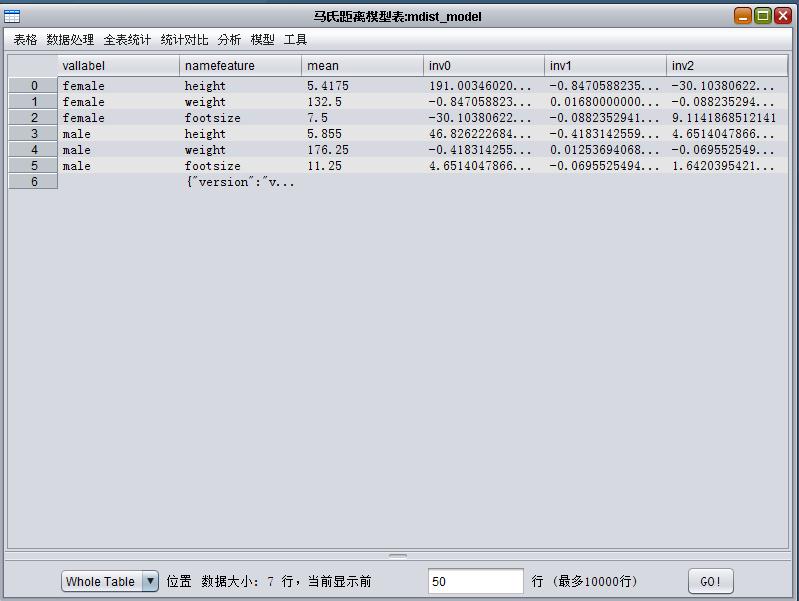 马氏距离模型表:mdist_model
表格 数据处理 全表统计 统计对比 分析 模型 工具
vallabel namefeature mean inv0 inv1 inv2
0 female height 5.4175 191.00346020... -0.8470588235... -30.10380622...
1 female weight 132.5 -0.847058823... 0.01680000000... -0.088235294...
2 female footsize 7.5 -30.10380622... -0.0882352941... 9.1141868512141
3 male height 5.855 46.826222684... -0.4183142559... 4.6514047866...
4 male weight 176.25 -0.418314255... 0.01253694068... -0.069552549...
5 male footsize 11.25 4.6514047866... -0.0695525494... 1.6420395421...
6 {"version":"v...
Whole Table 位置 数据大小: 7 行，当前显示前 50 行 (最多10000行) GO!